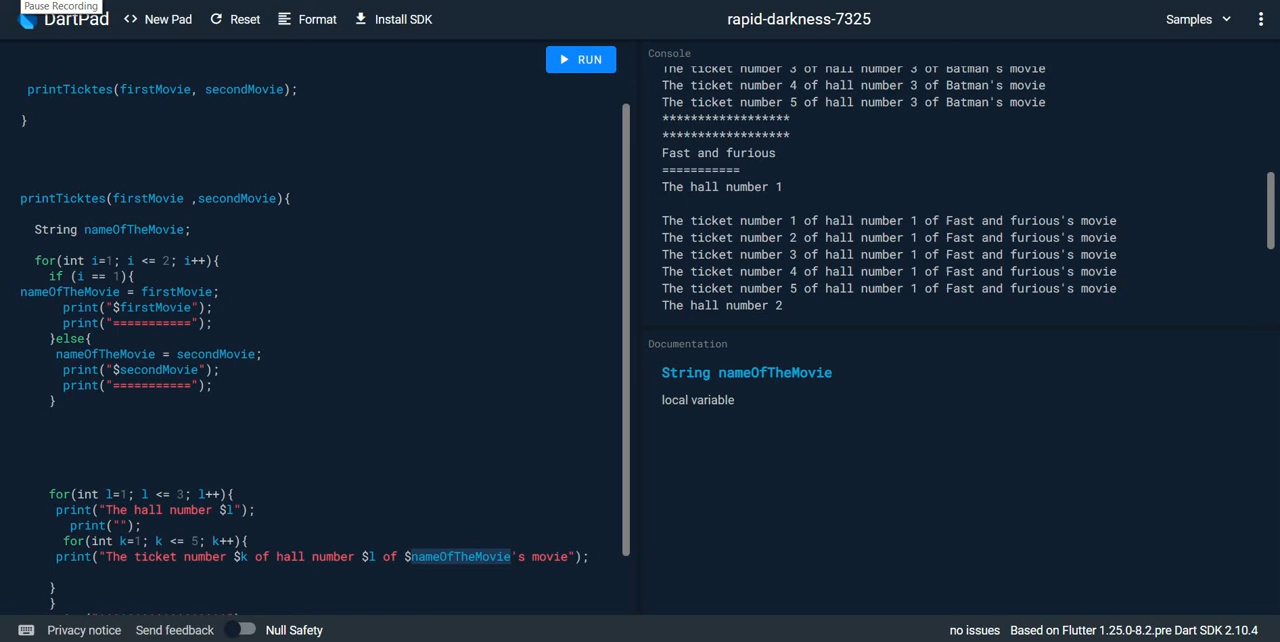 Pause Recording
DartPad
New Pad
Reset
Format
Install SDK
rapid-darkness-7325
Samples
RUN
printTicktes(firstMovie, secondMovie);
}
printTicktes(firstMovie ,secondMovie){
String nameOfTheMovie;
for(int i=1; i <= 2; i++){
if (i == 1){
nameOfTheMovie = firstMovie;
print("$firstMovie");
print("===========");
}else{
nameOfTheMovie = secondMovie;
print("$secondMovie");
print("===========");
}
for(int l=1; l <= 3; l++){
print("The hall number $l");
print("");
for(int k=1; k <= 5; k++){
print("The ticket number $k of hall number $l of $nameOfTheMovie's movie");
}
}
Console
The ticket number 3 of hall number 3 of Batman's movie
The ticket number 4 of hall number 3 of Batman's movie
The ticket number 5 of hall number 3 of Batman's movie
******************
******************
Fast and furious
===========
The hall number 1
The ticket number 1 of hall number 1 of Fast and furious's movie
The ticket number 2 of hall number 1 of Fast and furious's movie
The ticket number 3 of hall number 1 of Fast and furious's movie
The ticket number 4 of hall number 1 of Fast and furious's movie
The ticket number 5 of hall number 1 of Fast and furious's movie
The hall number 2
Documentation
String nameOfTheMovie
local variable
Privacy notice
Send feedback
Null Safety
no issues
Based on Flutter 1.25.0-8.2.pre Dart SDK 2.10.4